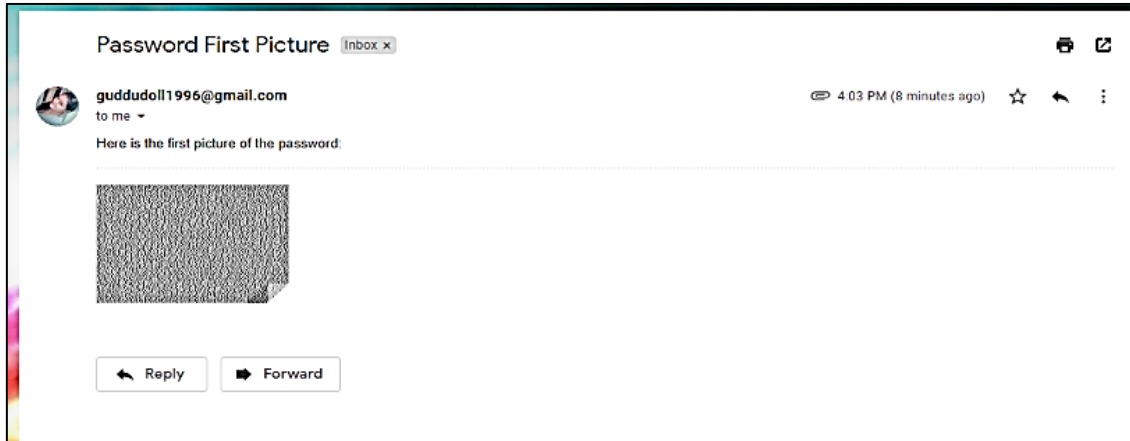 Password First Picture Inbox x
guddudoll1996@gmail.com 4:03 PM (8 minutes ago)
to me
Here is the first picture of the password:
Reply Forward